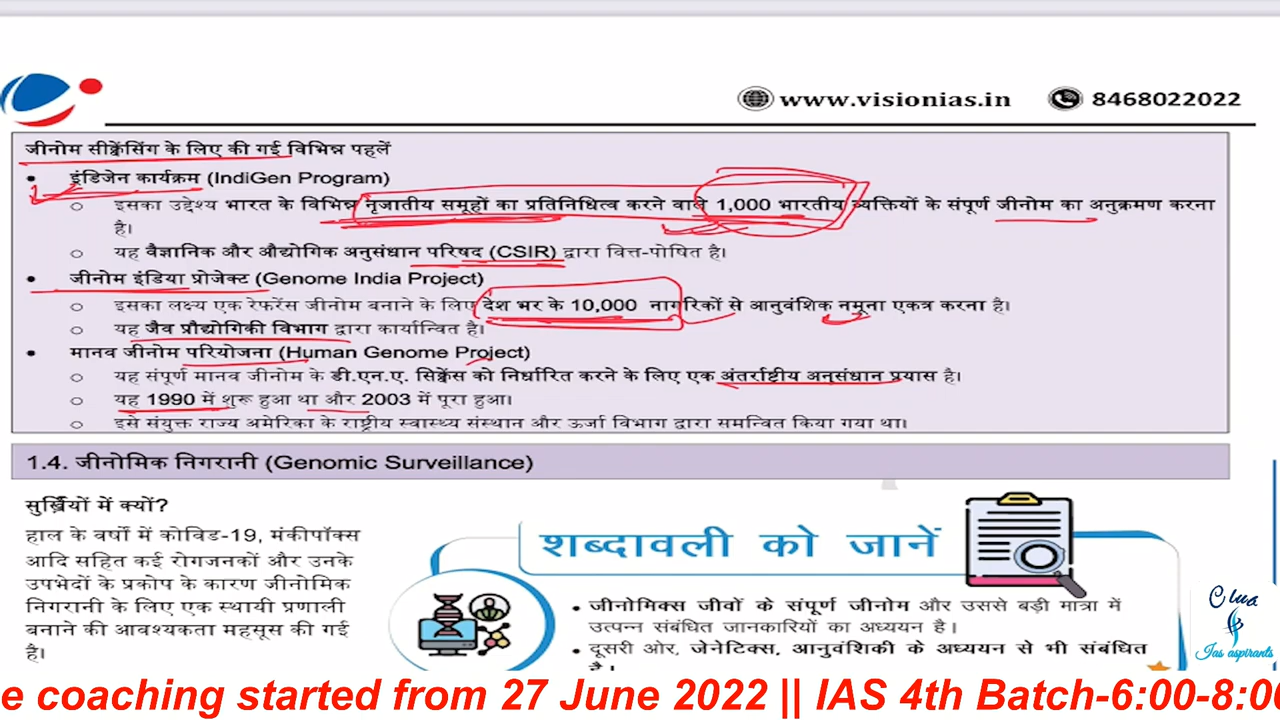 www.visionias.in 8468022022
जीनोम सीक्वेंसिंग के लिए की गई विभिन्न पहलें
• इंडिजेन कार्यक्रम (IndiGen Program)
○ इसका उद्देश्य भारत के विभिन्न नृजातीय समूहों का प्रतिनिधित्व करने वाले 1,000 भारतीय व्यक्तियों के संपूर्ण जीनोम का अनुक्रमण करना
है।
○ यह वैज्ञानिक और औद्योगिक अनुसंधान परिषद (CSIR) द्वारा वित्त-पोषित है।
• जीनोम इंडिया प्रोजेक्ट (Genome India Project)
○ इसका लक्ष्य एक रेफरेंस जीनोम बनाने के लिए देश भर के 10,000 नागरिकों से आनुवंशिक नमूना एकत्र करना है।
○ यह जैव प्रौद्योगिकी विभाग द्वारा कार्यान्वित है।
• मानव जीनोम परियोजना (Human Genome Project)
○ यह संपूर्ण मानव जीनोम के डी.एन.ए. सिक्वेंस को निर्धारित करने के लिए एक अंतर्राष्ट्रीय अनुसंधान प्रयास है।
○ यह 1990 में शुरू हुआ था और 2003 में पूरा हुआ।
○ इसे संयुक्त राज्य अमेरिका के राष्ट्रीय स्वास्थ्य संस्थान और ऊर्जा विभाग द्वारा समन्वित किया गया था।
1.4. जीनोमिक निगरानी (Genomic Surveillance)
सुर्ख़ियों में क्यों?
हाल के वर्षों में कोविड-19, मंकीपॉक्स
आदि सहित कई रोगजनकों और उनके
उपभेदों के प्रकोप के कारण जीनोमिक
निगरानी के लिए एक स्थायी प्रणाली
बनाने की आवश्यकता महसूस की गई
है।
शब्दावली को जानें
• जीनोमिक्स जीवों के संपूर्ण जीनोम और उससे बड़ी मात्रा में
उत्पन्न संबंधित जानकारियों का अध्ययन है।
• दूसरी ओर, जेनेटिक्स, आनुवंशिकी के अध्ययन से भी संबंधित
है।
Ias aspirants
e coaching started from 27 June 2022 || IAS 4th Batch-6:00-8:00